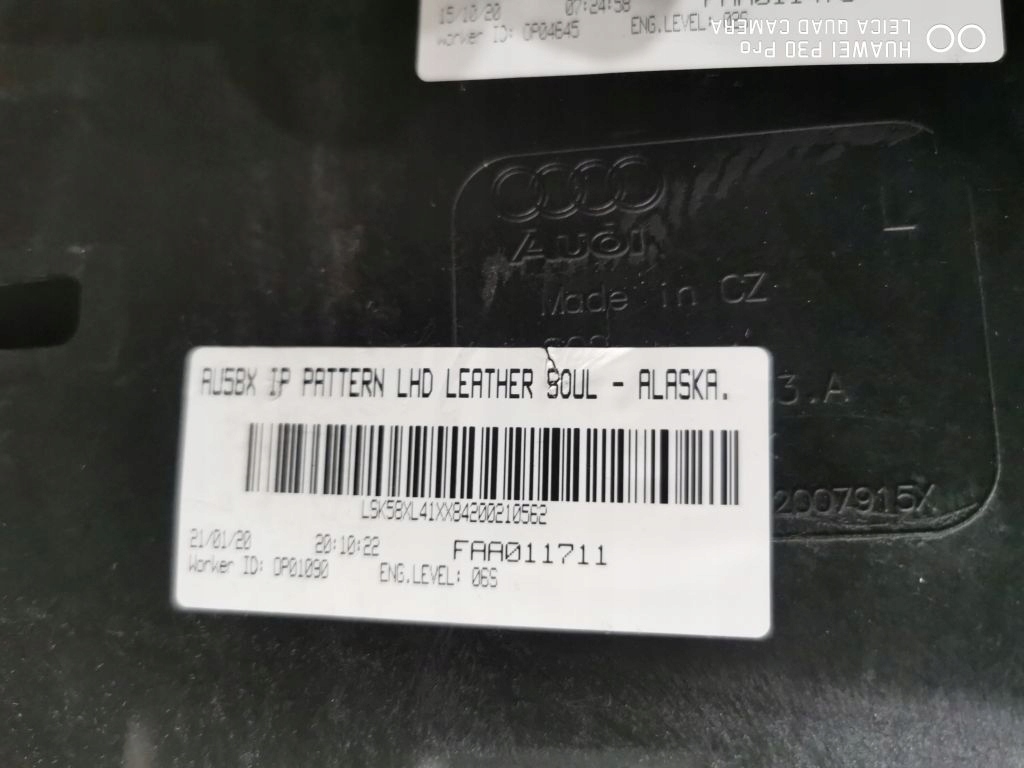 15/10/20 07:24:58
Worker ID: OP04645 ENG.LEVEL: 08S
HUAWEI P30 Pro
LEICA QUAD CAMERA
Audi
Made in CZ
AU5BX IP PATTERN LHD LEATHER SOUL - ALASKA.
3.A
LSK58XL41XX84200210562
2007915X
21/01/20 20:10:22 FAA011711
Worker ID: OP01090 ENG.LEVEL: 06S